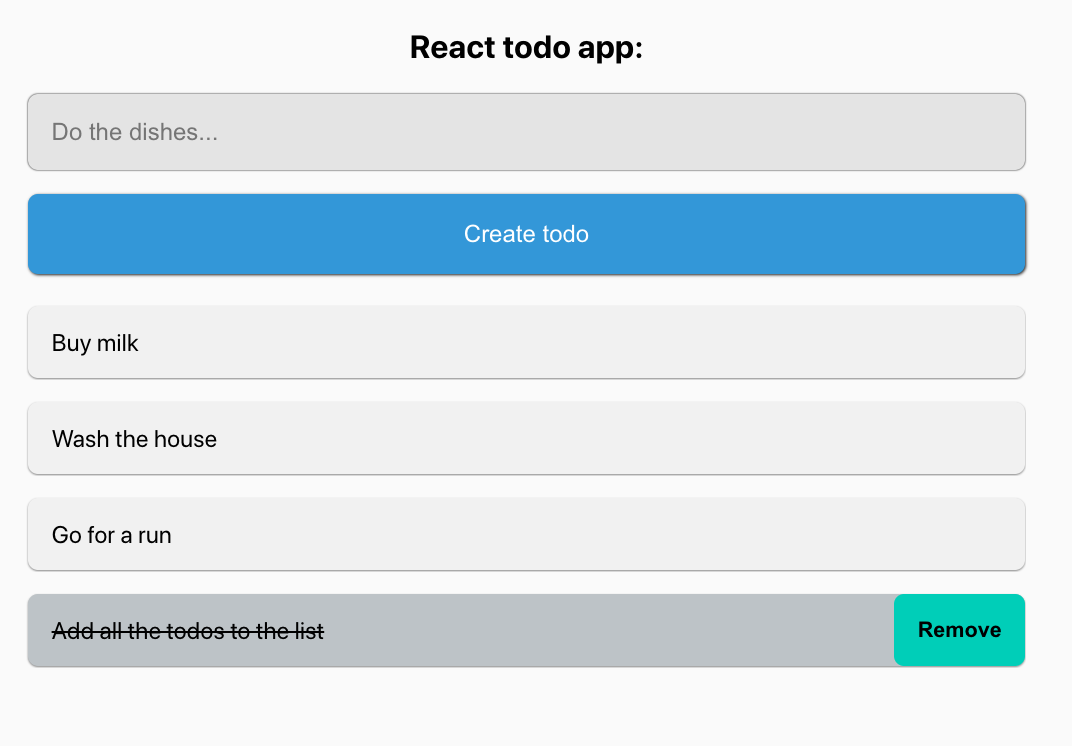 React todo app:
Do the dishes...
Create todo
Buy milk
Wash the house
Go for a run
Add all the todos to the list
Remove